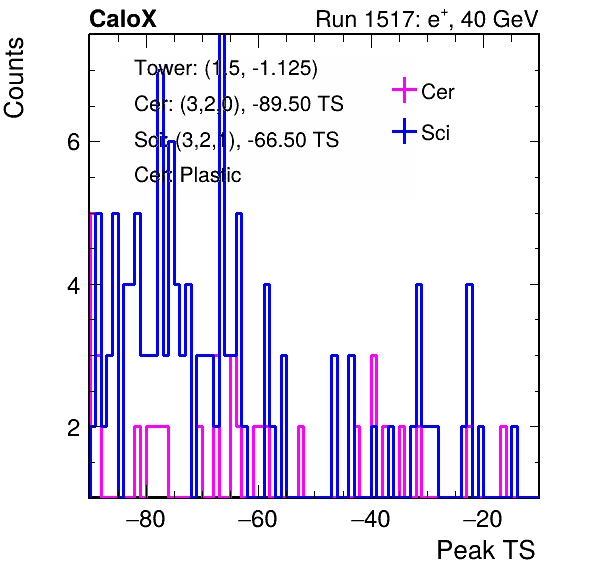 CaloX
Run 1517: e+, 40 GeV
Counts
Tower: (1.5, -1.125)
Cer: (3,2,0), -89.50 TS
Sci: (3,2,1), -66.50 TS
Cer: Plastic
Cer
Sci
6
4
2
−80
−60
−40
−20
Peak TS